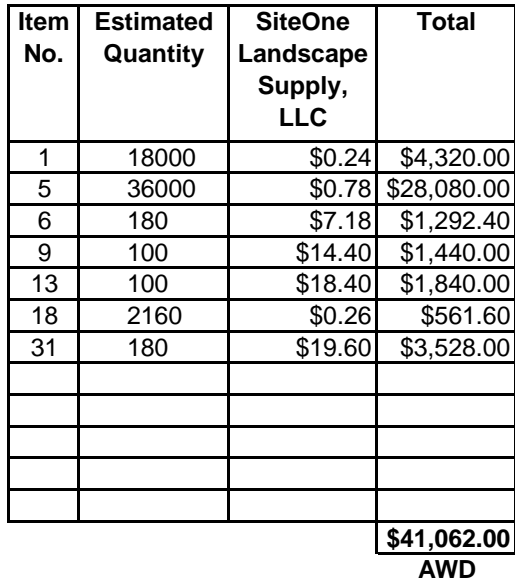 Item No. Estimated Quantity SiteOne Landscape Supply, LLC Total
1 18000 $0.24 $4,320.00
5 36000 $0.78 $28,080.00
6 180 $7.18 $1,292.40
9 100 $14.40 $1,440.00
13 100 $18.40 $1,840.00
18 2160 $0.26 $561.60
31 180 $19.60 $3,528.00
$41,062.00
AWD